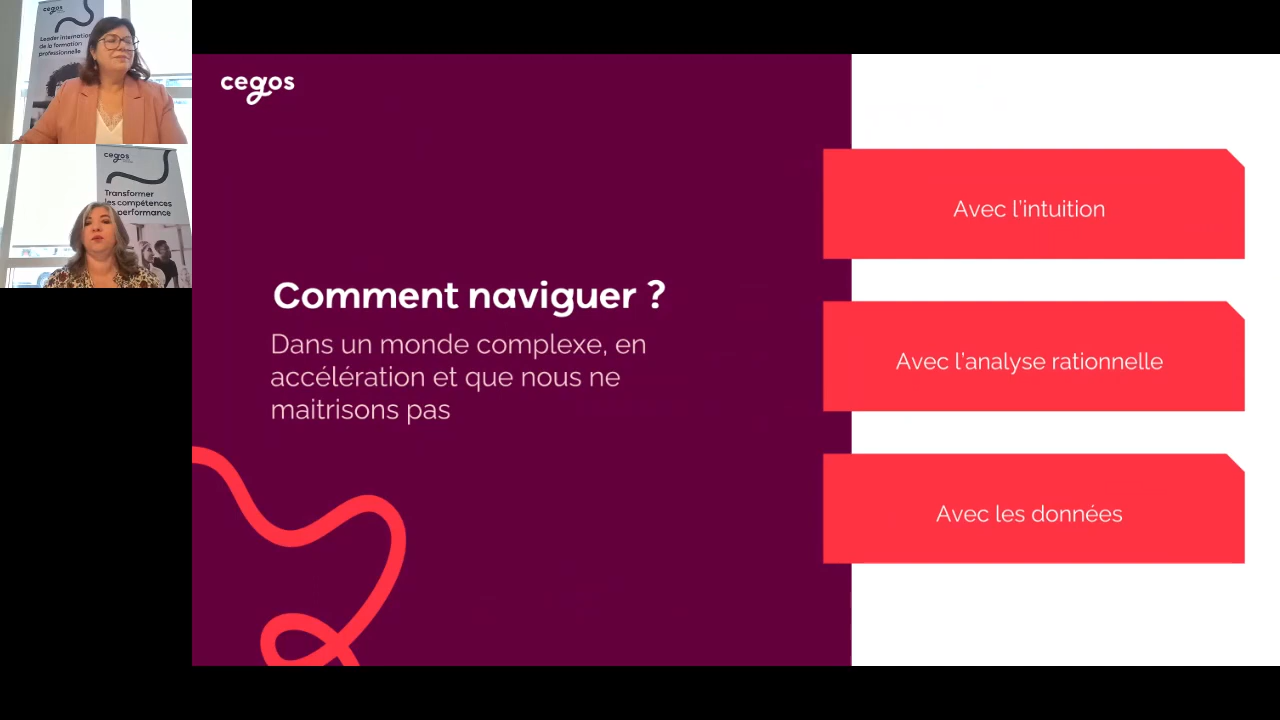 cegos
Leader internation
de la formation
professionnelle
cegos
Transformer
les compétences
performance
cegos
Comment naviguer ?
Dans un monde complexe, en
accélération et que nous ne
maitrisons pas
Avec l'intuition
Avec l'analyse rationnelle
Avec les données